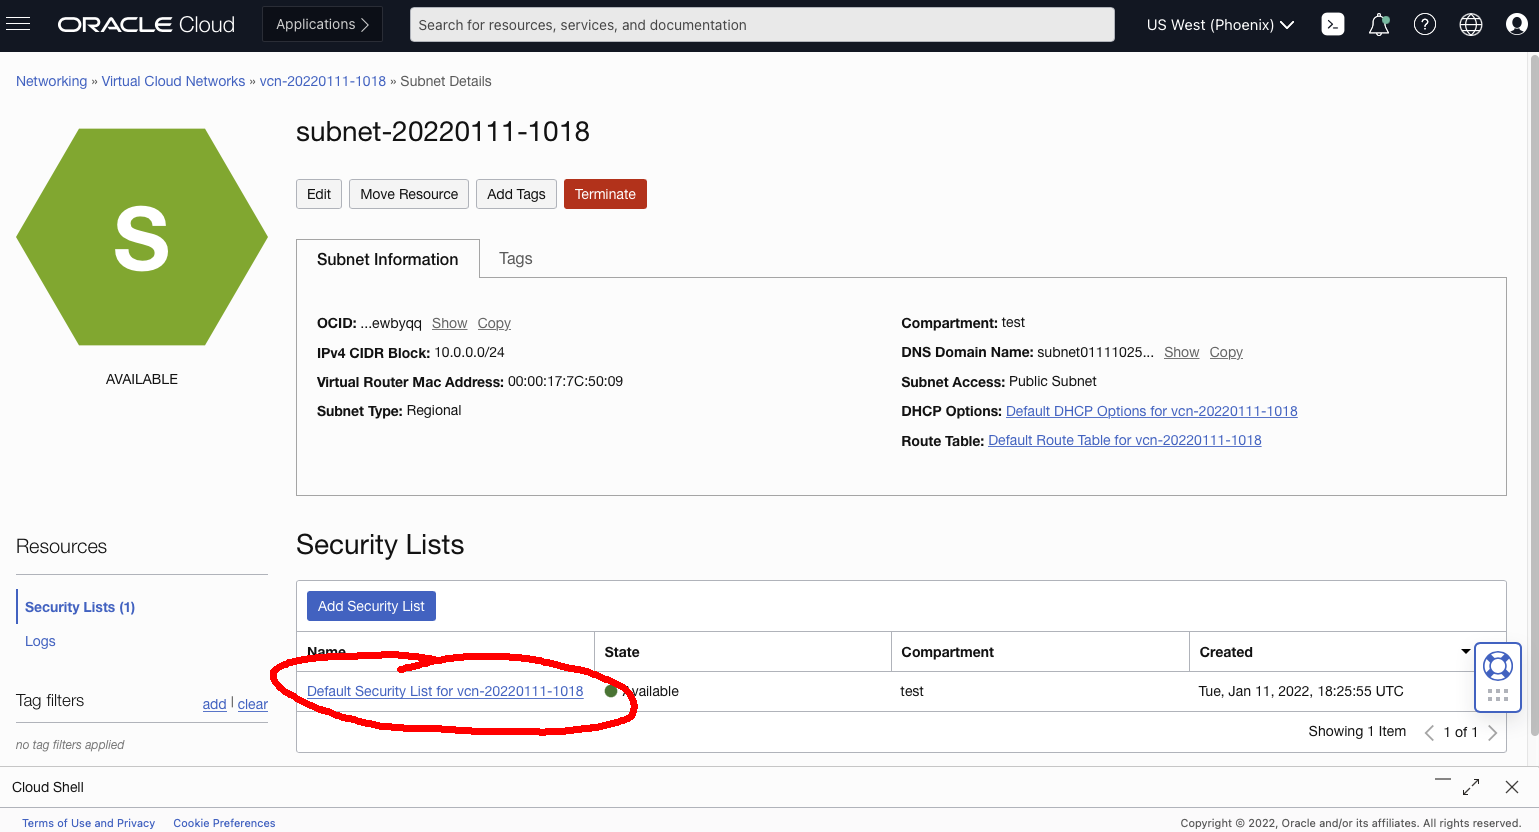 ORACLE Cloud Applications Search for resources, services, and documentation US West (Phoenix)
Networking » Virtual Cloud Networks » vcn-20220111-1018 » Subnet Details
S
AVAILABLE
subnet-20220111-1018
Edit Move Resource Add Tags Terminate
Subnet Information Tags
OCID: ...ewbyqq Show Copy
IPv4 CIDR Block: 10.0.0.0/24
Virtual Router Mac Address: 00:00:17:7C:50:09
Subnet Type: Regional
Compartment: test
DNS Domain Name: subnet01111025... Show Copy
Subnet Access: Public Subnet
DHCP Options: Default DHCP Options for vcn-20220111-1018
Route Table: Default Route Table for vcn-20220111-1018
Resources
Security Lists (1)
Logs
Tag filters add | clear
no tag filters applied
Security Lists
Add Security List
Name State Compartment Created
Default Security List for vcn-20220111-1018 Available test Tue, Jan 11, 2022, 18:25:55 UTC
Showing 1 Item 1 of 1
Cloud Shell
Terms of Use and Privacy Cookie Preferences Copyright © 2022, Oracle and/or its affiliates. All rights reserved.